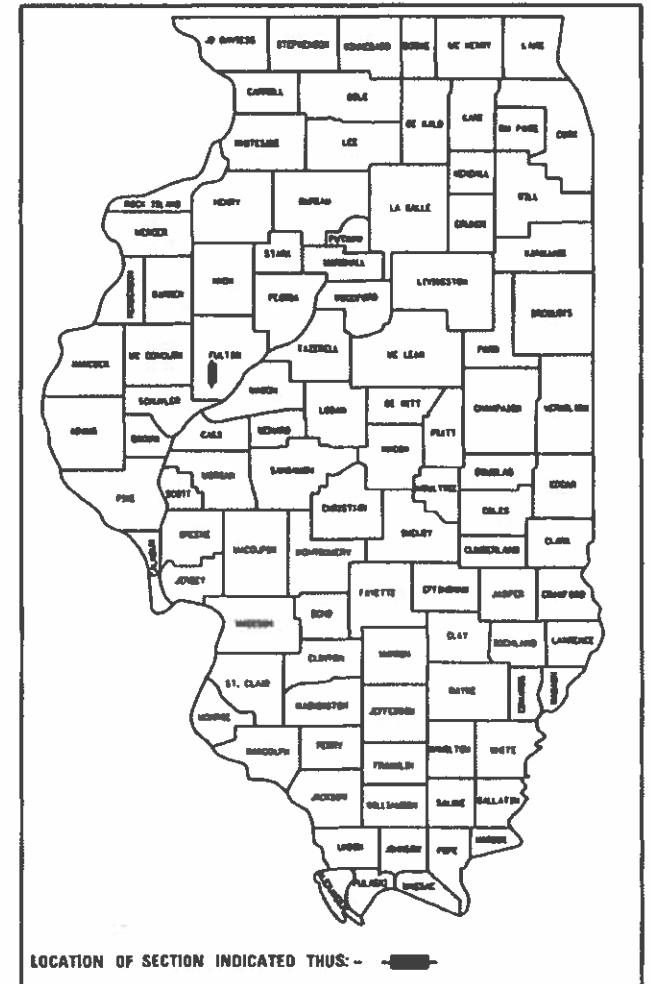 JO DAVIESS STEPHENSON WINNEBAGO BOONE MC HENRY LAKE
CARROLL OGLE
DE KALB KANE DU PAGE COOK
WHITESIDE LEE
KENDALL WILL
ROCK ISLAND HENRY BUREAU LA SALLE
GRUNDY
MERCER PUTNAM
STARK MARSHALL KANKAKEE
HENDERSON WARREN KNOX PEORIA WOODFORD LIVINGSTON
IROQUOIS
HANCOCK MC DONOUGH FULTON TAZEWELL MC LEAN FORD
MASON
SCHUYLER LOGAN DE WITT CHAMPAIGN VERMILION
ADAMS BROWN CASS MENARD PIATT
MACON
PIKE SCOTT MORGAN SANGAMON MOULTRIE DOUGLAS EDGAR
CHRISTIAN COLES
GREENE SHELBY
CALHOUN MACOUPIN MONTGOMERY CUMBERLAND CLARK
JERSEY
FAYETTE EFFINGHAM JASPER CRAWFORD
MADISON BOND
CLAY RICHLAND LAWRENCE
CLINTON MARION
ST. CLAIR WAYNE EDWARDS WABASH
WASHINGTON JEFFERSON
MONROE
RANDOLPH PERRY HAMILTON WHITE
FRANKLIN
JACKSON WILLIAMSON SALINE GALLATIN
UNION JOHNSON POPE HARDIN
ALEXANDER PULASKI MASSAC
LOCATION OF SECTION INDICATED THUS: -